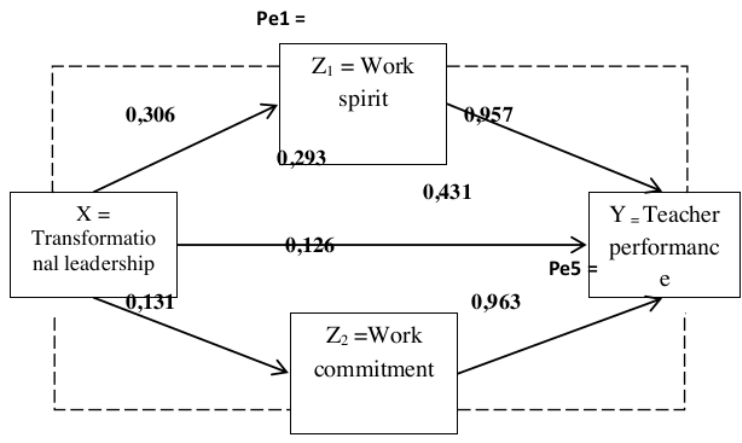 Pe1 =
Z₁ = Work
spirit
0,306
0,957
0,293
0,431
X =
Transformatio
nal leadership
Y = Teacher
performanc
e
0,126
Pe5 =
0,131
0,963
Z₂ =Work
commitment